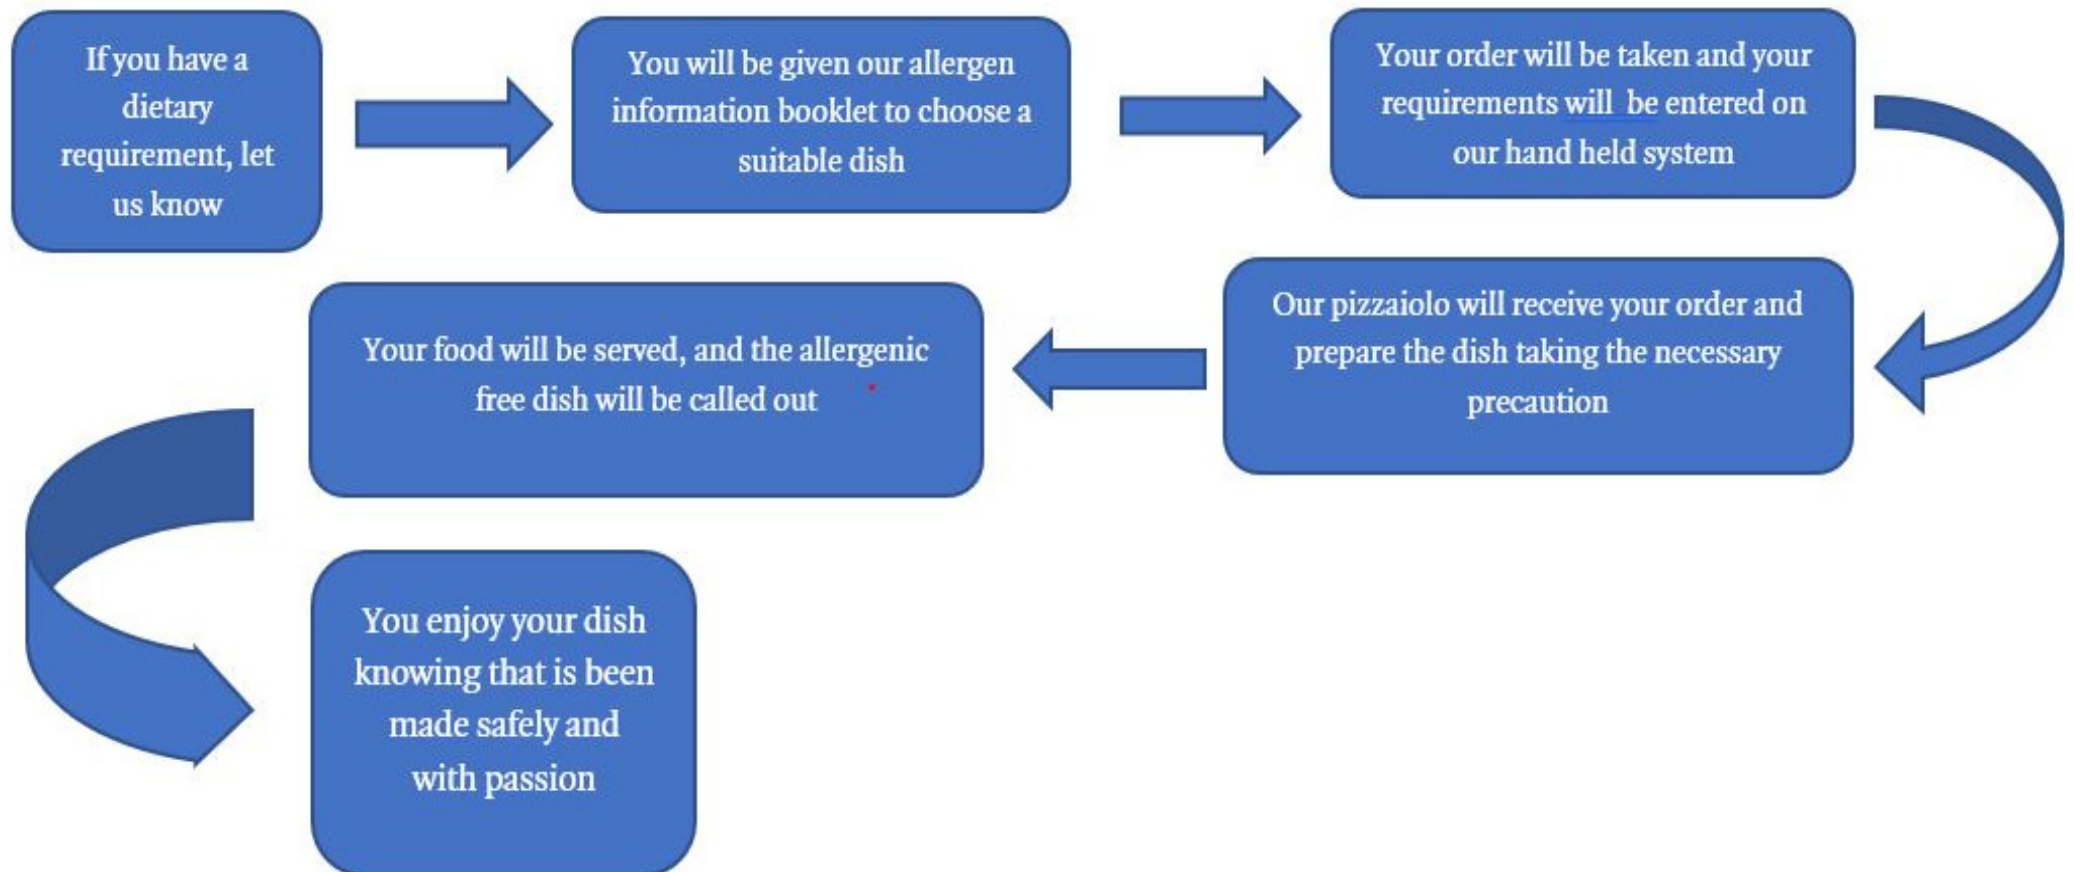 If you have a
dietary
requirement, let
us know
You will be given our allergen
information booklet to choose a
suitable dish
Your order will be taken and your
requirements will  be entered on
our hand held system
Our pizzaiolo will receive your order and
prepare the dish taking the necessary
precaution
Your food will be served, and the allergenic
free dish will be called out
You enjoy your dish
knowing that is been
made safely and
with passion